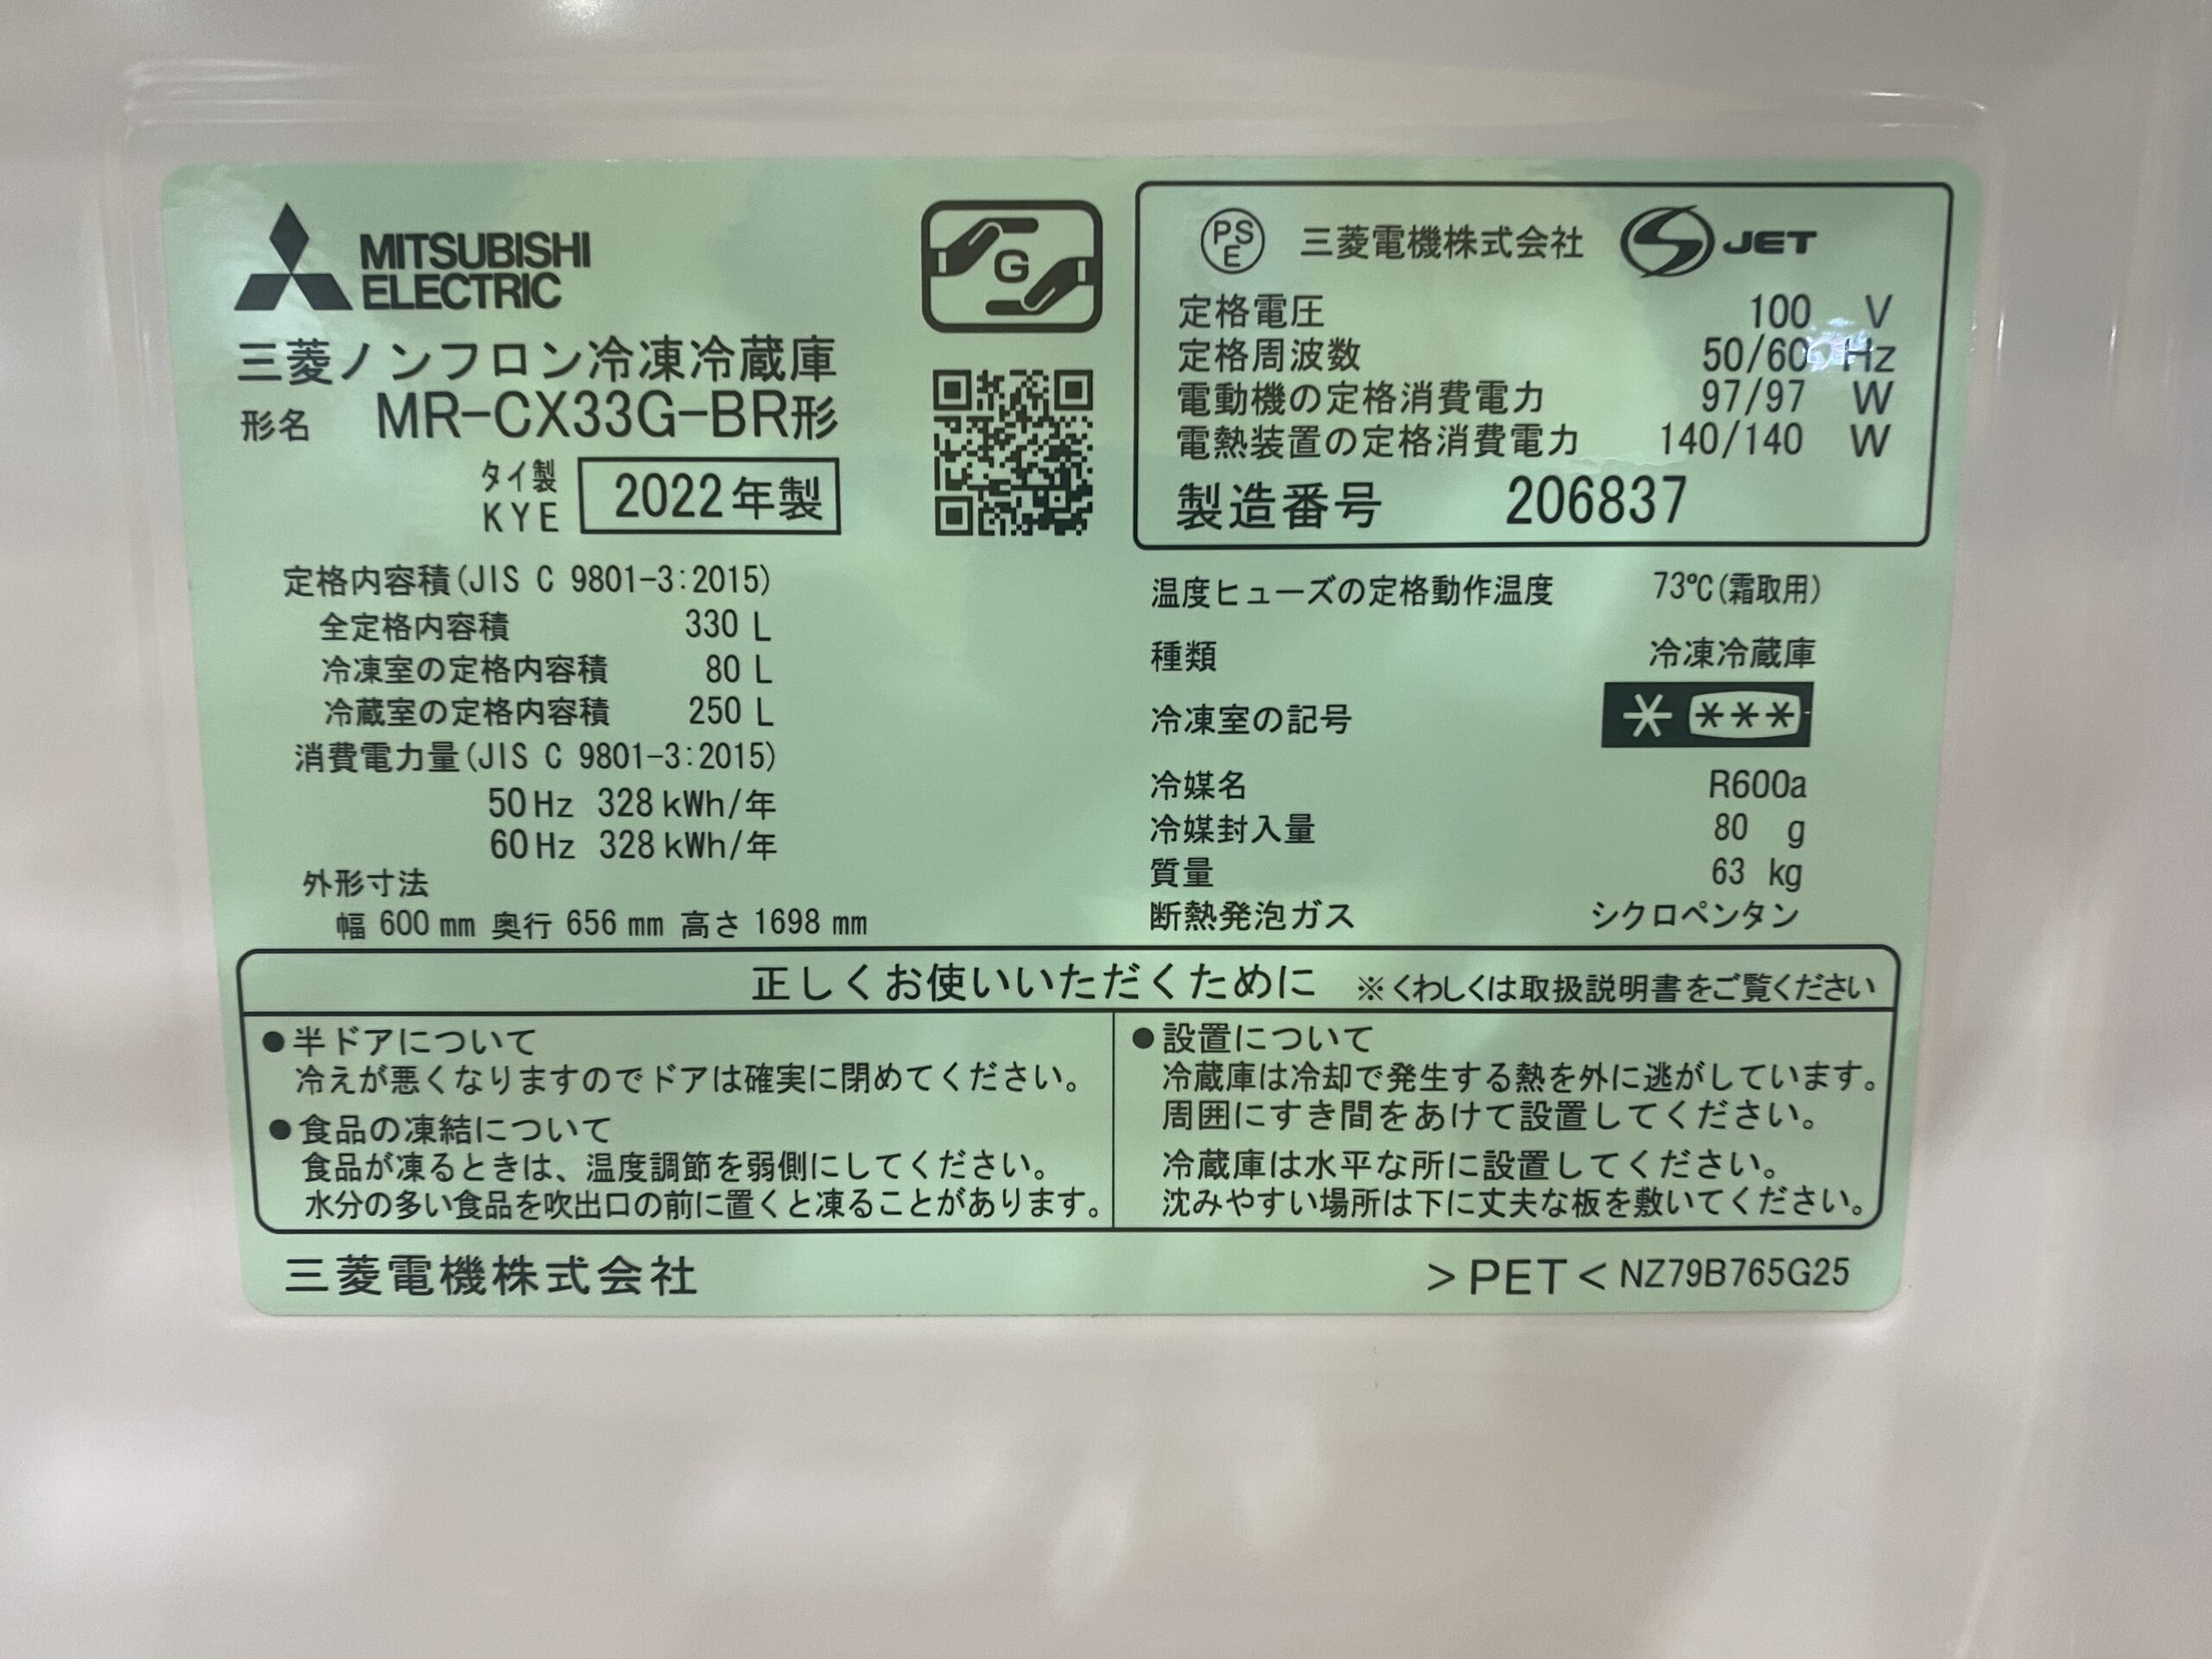 MITSUBISHI
ELECTRIC
三菱ノンフロン冷凍冷蔵庫
形名 MR-CX33G-BR形
タイ製
KYE
2022年製
G
PSE 三菱電機株式会社 JET
定格電圧 100 V
定格周波数 50/60 Hz
電動機の定格消費電力 97/97 W
電熱装置の定格消費電力 140/140 W
製造番号 206837
定格内容積(JIS C 9801-3:2015)
全定格内容積 330 L
冷凍室の定格内容積 80 L
冷蔵室の定格内容積 250 L
消費電力量(JIS C 9801-3:2015)
50Hz 328kWh/年
60Hz 328kWh/年
外形寸法
幅 600 mm 奥行 656 mm 高さ 1698 mm
温度ヒューズの定格動作温度 73℃(霜取用)
種類 冷凍冷蔵庫
冷凍室の記号 * ***
冷媒名 R600a
冷媒封入量 80 g
質量 63 kg
断熱発泡ガス シクロペンタン
正しくお使いいただくために ※くわしくは取扱説明書をご覧ください
●半ドアについて
冷えが悪くなりますのでドアは確実に閉めてください。
●食品の凍結について
食品が凍るときは、温度調節を弱側にしてください。
水分の多い食品を吹出口の前に置くと凍ることがあります。
●設置について
冷蔵庫は冷却で発生する熱を外に逃がしています。
周囲にすき間をあけて設置してください。
冷蔵庫は水平な所に設置してください。
沈みやすい場所は下に丈夫な板を敷いてください。
三菱電機株式会社
>PET< NZ79B765G25